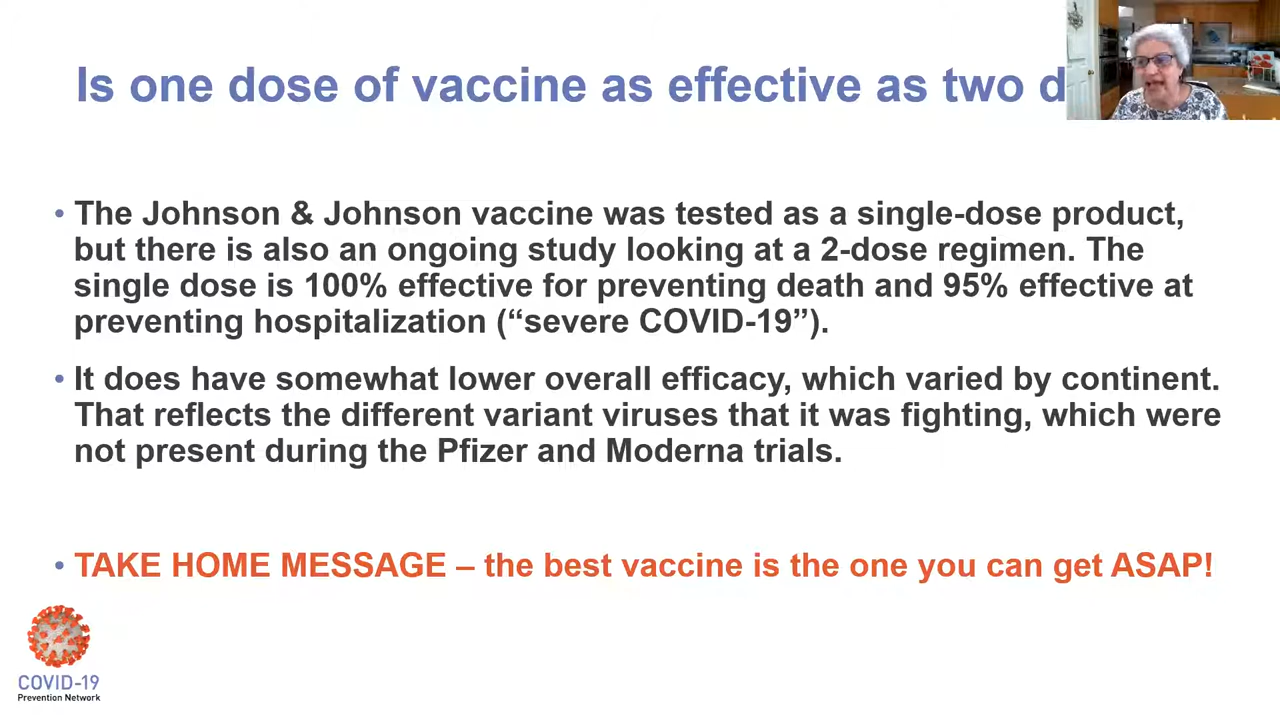 Is one dose of vaccine as effective as two d
• The Johnson & Johnson vaccine was tested as a single-dose product,
but there is also an ongoing study looking at a 2-dose regimen. The
single dose is 100% effective for preventing death and 95% effective at
preventing hospitalization (“severe COVID-19”).
• It does have somewhat lower overall efficacy, which varied by continent.
That reflects the different variant viruses that it was fighting, which were
not present during the Pfizer and Moderna trials.
• TAKE HOME MESSAGE – the best vaccine is the one you can get ASAP!
COVID-19
Prevention Network